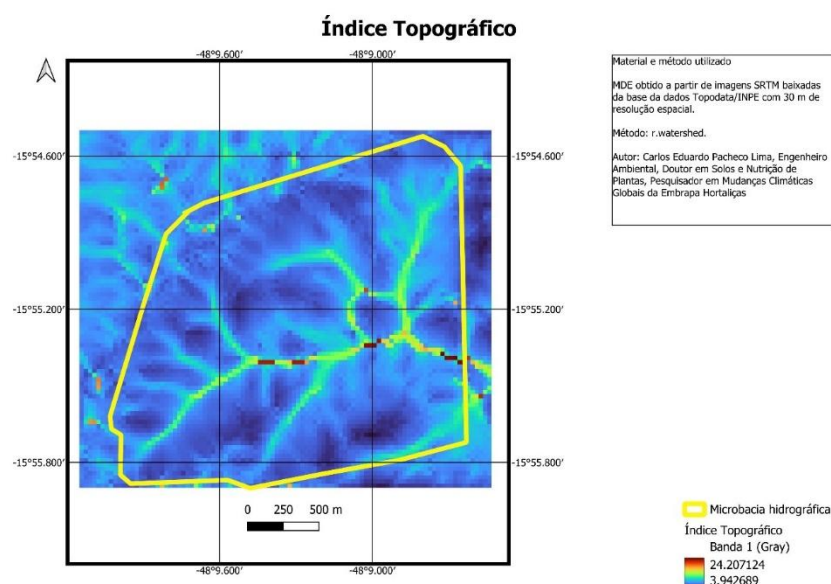 Índice Topográfico
-48°9.600' -48°9.000'
Material e método utilizado
MDE obtido a partir de imagens SRTM baixadas
da base da dados Topodata/INPE com 30 m de
resolução espacial.
Método: r.watershed.
Autor: Carlos Eduardo Pacheco Lima, Engenheiro
Ambiental, Doutor em Solos e Nutrição de
Plantas, Pesquisador em Mudanças Climáticas
Globais da Embrapa Hortaliças
-15°54.600' -15°54.600'
-15°55.200' -15°55.200'
-15°55.800' -15°55.800'
0 250 500 m
-48°9.600' -48°9.000'
Microbacia hidrográfica
Índice Topográfico
Banda 1 (Gray)
24.207124
3.942689